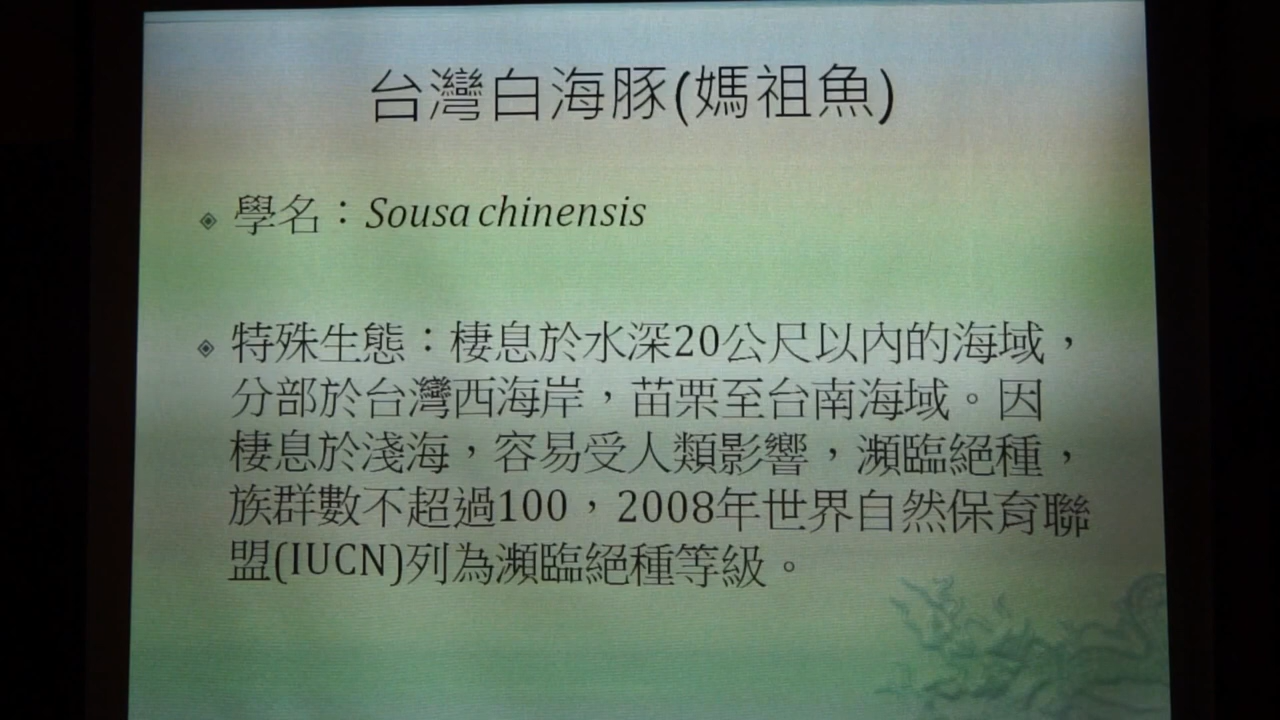 台灣白海豚(媽祖魚)
學名：Sousa chinensis
特殊生態：棲息於水深20公尺以內的海域，
分部於台灣西海岸，苗栗至台南海域。因
棲息於淺海，容易受人類影響，瀕臨絕種，
族群數不超過100，2008年世界自然保育聯
盟(IUCN)列為瀕臨絕種等級。